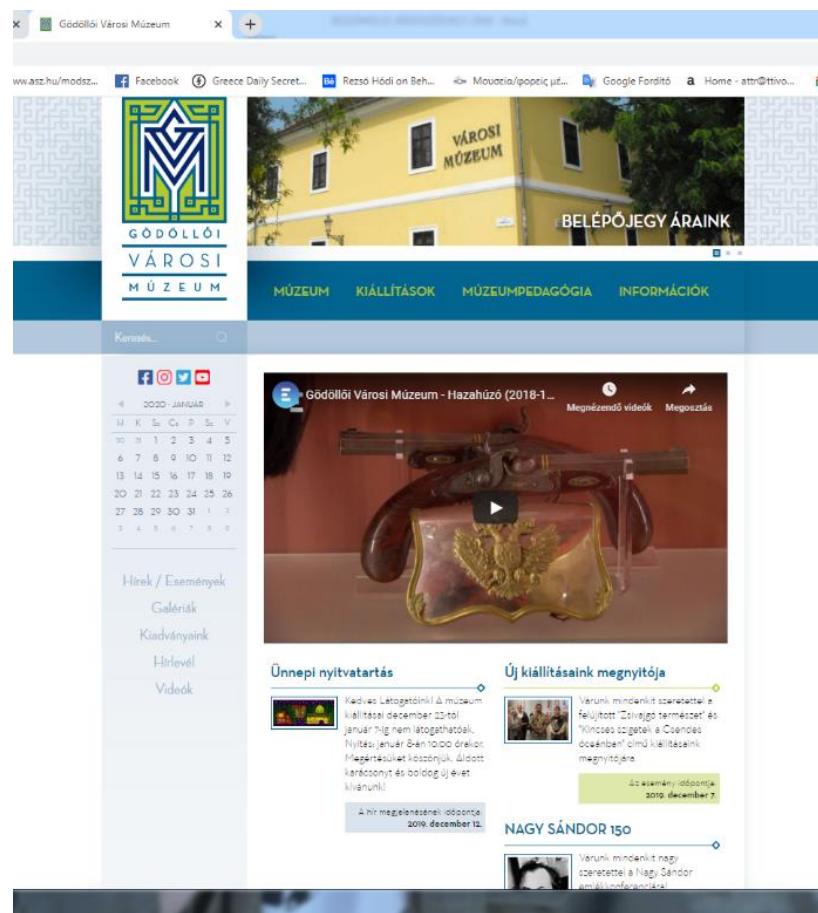 Gödöllői Városi Múzeum
ww.asz.hu/modsz...
Facebook
Greece Daily Secret...
Rezső Hódi on Beh...
Μουσεία/φορείς με...
Google Fordító
Home - attr@ttivo...
VÁROSI
MÚZEUM
BELÉPŐJEGY ÁRAINK
GÖDÖLLŐI
VÁROSI
MÚZEUM
MÚZEUM KIÁLLÍTÁSOK MÚZEUMPEDAGÓGIA INFORMÁCIÓK
Keresés...
2020 - JANUÁR
H K Sz Cs P Sz V
30 31 1 2 3 4 5
6 7 8 9 10 11 12
13 14 15 16 17 18 19
20 21 22 23 24 25 26
27 28 29 30 31 1 2
3 4 5 6 7 8 9
Hírek / Események
Galériák
Kiadványaink
Hírlevél
Videók
Gödöllői Városi Múzeum - Hazahúzó (2018-1...
Megnézendő videók
Megosztás
Ünnepi nyitvatartás
Kedves Látogatóink! A múzeum
kiállításai december 23-tól
január 7-ig nem látogathatóak.
Nyitás: január 8-án 10.00 órakor.
Megértésüket köszönjük. Áldott
karácsonyt és boldog új évet
kívánunk!
A hír megjelenésének időpontja:
2019. december 12.
Új kiállításaink megnyitója
Várunk mindenkit szeretettel a
felújított "Zsivajgó természet" és
"Kincses szigetek a Csendes
óceánban" című kiállításaink
megnyitójára.
Az esemény időpontja:
2019. december 7.
NAGY SÁNDOR 150
Várunk mindenkit nagy
szeretettel a Nagy Sándor
emlékkonferenciára!